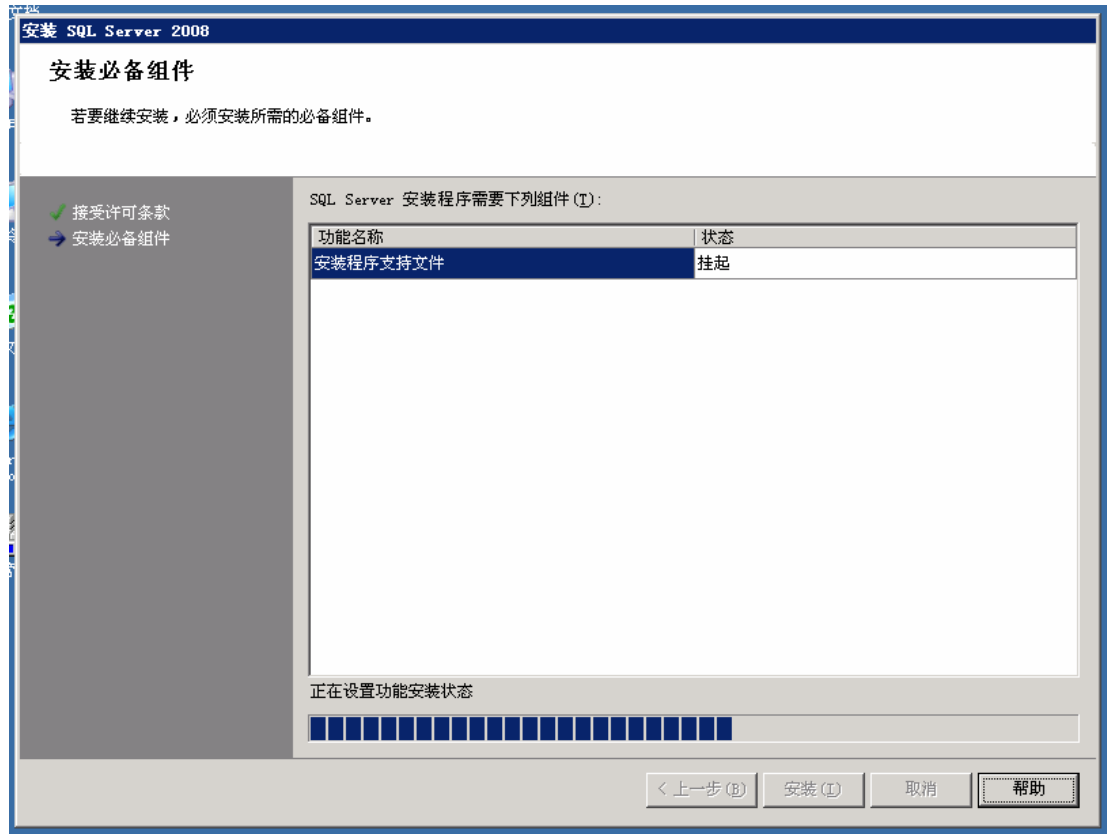 安装 SQL Server 2008
安装必备组件
若要继续安装，必须安装所需的必备组件。
接受许可条款
安装必备组件
SQL Server 安装程序需要下列组件(T):
功能名称 状态
安装程序支持文件 挂起
正在设置功能安装状态
< 上一步(B) 安装(I) 取消 帮助